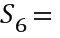 S₆ =